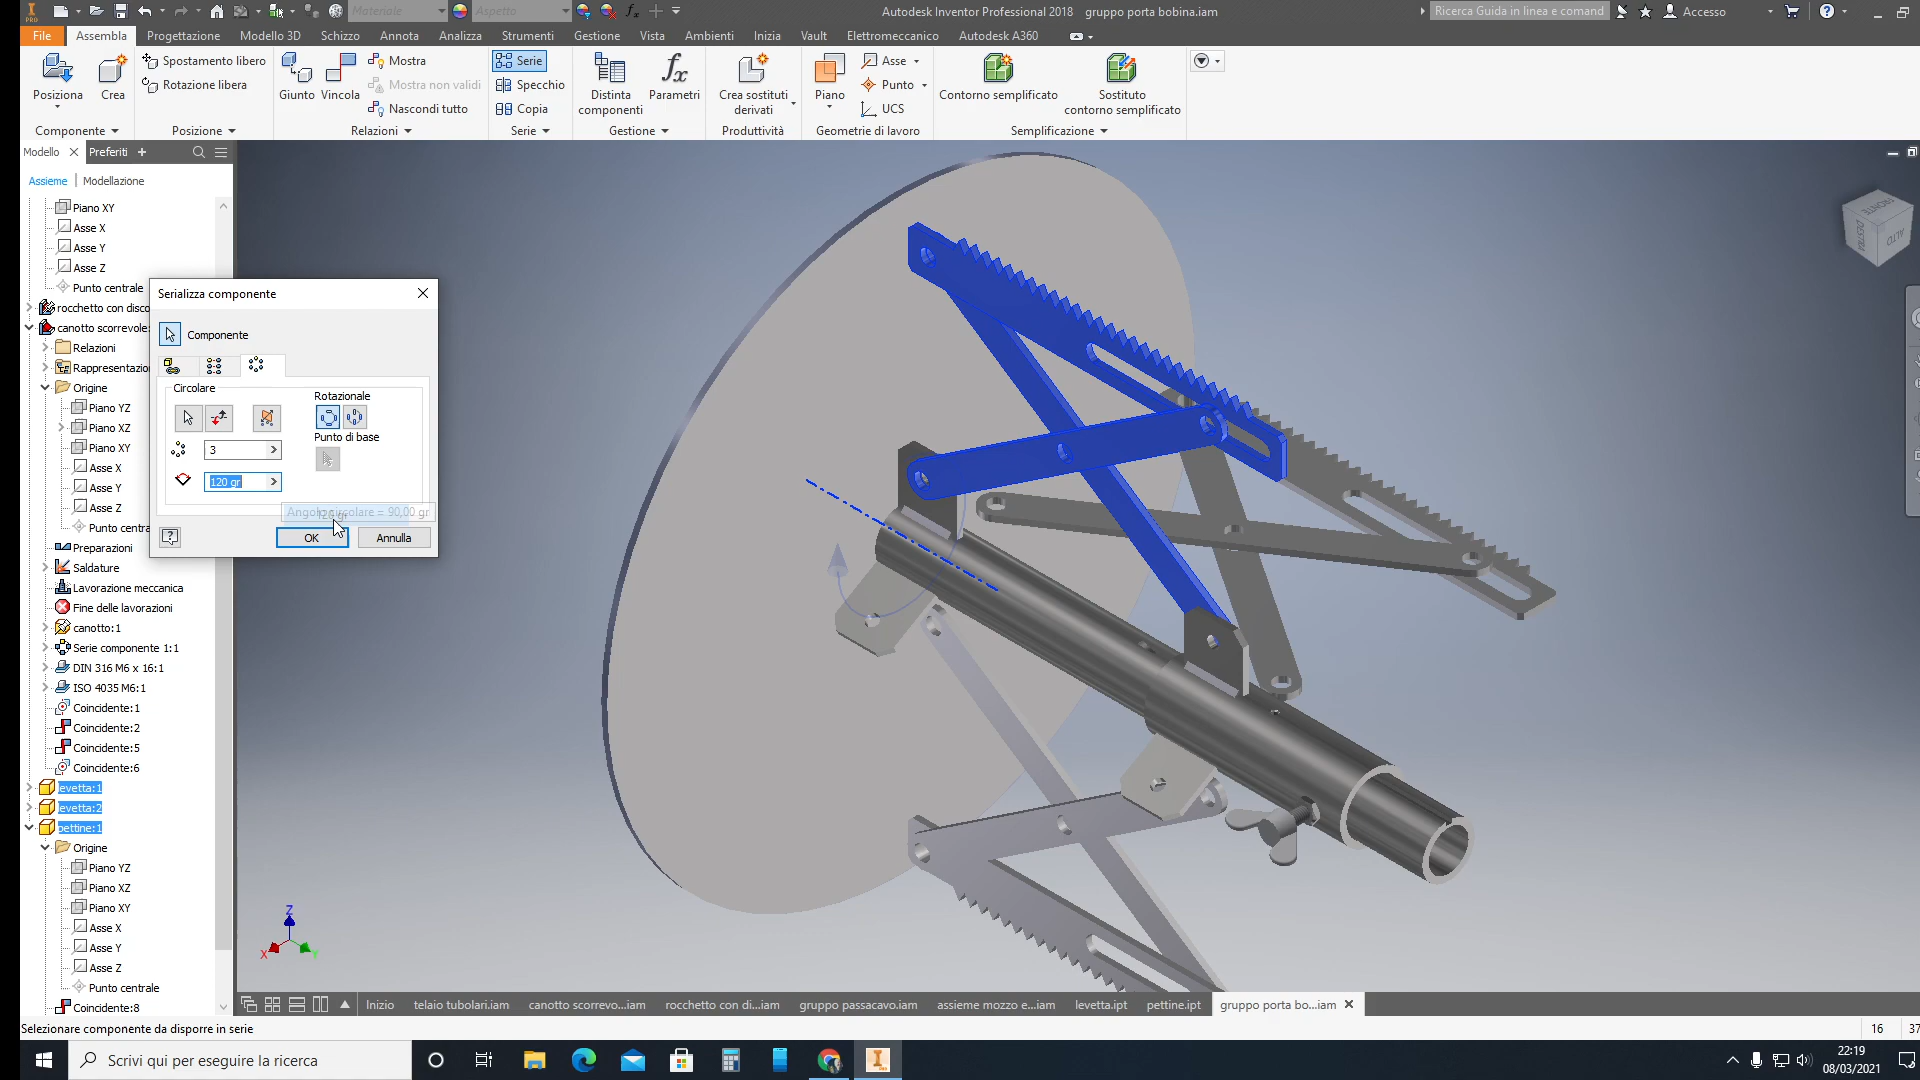 PRO
Materiale
Aspetto
Autodesk Inventor Professional 2018 gruppo porta bobina.iam
Ricerca Guida in linea e comand
Accesso
File Assembla Progettazione Modello 3D Schizzo Annota Analizza Strumenti Gestione Vista Ambienti Inizia Vault Elettromeccanico Autodesk A360
Posiziona
Crea
Spostamento libero
Rotazione libera
Giunto
Vincola
Mostra
Mostra non validi
Nascondi tutto
Serie
Specchio
Copia
Distinta
componenti
fx
Parametri
Crea sostituti
derivati
Piano
Asse
Punto
UCS
Contorno semplificato
Sostituto
contorno semplificato
Componente
Posizione
Relazioni
Serie
Gestione
Produttività
Geometrie di lavoro
Semplificazione
Modello
Preferiti
Assieme
Modellazione
Piano XY
Asse X
Asse Y
Asse Z
Punto centrale
rocchetto con disco
canotto scorrevole:
Relazioni
Rappresentazio
Origine
Piano YZ
Piano XZ
Piano XY
Asse X
Asse Y
Asse Z
Punto centra
Preparazioni
Saldature
Lavorazione meccanica
Fine delle lavorazioni
canotto:1
Serie componente 1:1
DIN 316 M6 x 16:1
ISO 4035 M6:1
Coincidente:1
Coincidente:2
Coincidente:5
Coincidente:6
levetta:1
levetta:2
pettine:1
Origine
Piano YZ
Piano XZ
Piano XY
Asse X
Asse Y
Asse Z
Punto centrale
Coincidente:8
Serializza componente
Componente
Circolare
Rotazionale
Punto di base
3
120 gr
Angolo circolare = 90,00 gr
120 gr
OK
Annulla
FRONTE
DESTRA
ALTO
Z
X
Y
Inizio
telaio tubolari.iam
canotto scorrevo...iam
rocchetto con di...iam
gruppo passacavo.iam
assieme mozzo e...iam
levetta.ipt
pettine.ipt
gruppo porta bo...iam
Selezionare componente da disporre in serie
16
37
Scrivi qui per eseguire la ricerca
22:19
08/03/2021